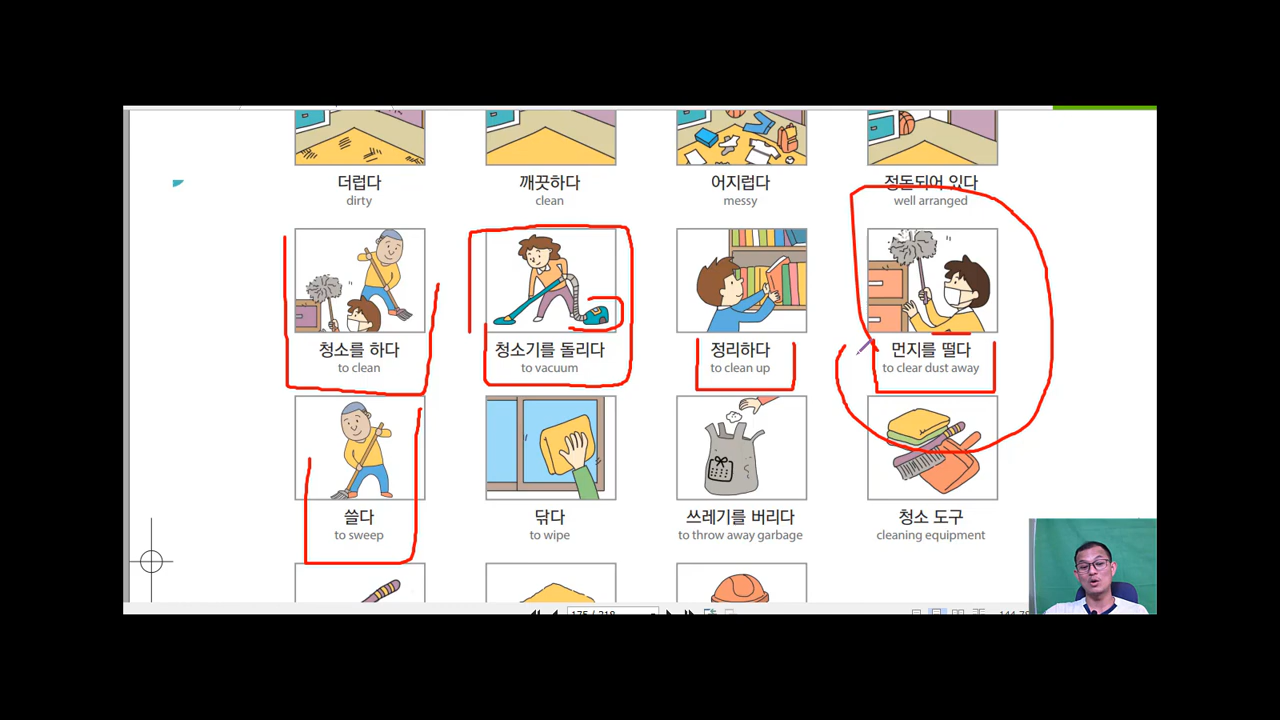 더럽다
dirty
깨끗하다
clean
어지럽다
messy
정돈되어 있다
well arranged
청소를 하다
to clean
청소기를 돌리다
to vacuum
정리하다
to clean up
먼지를 떨다
to clear dust away
쓸다
to sweep
닦다
to wipe
쓰레기를 버리다
to throw away garbage
청소 도구
cleaning equipment